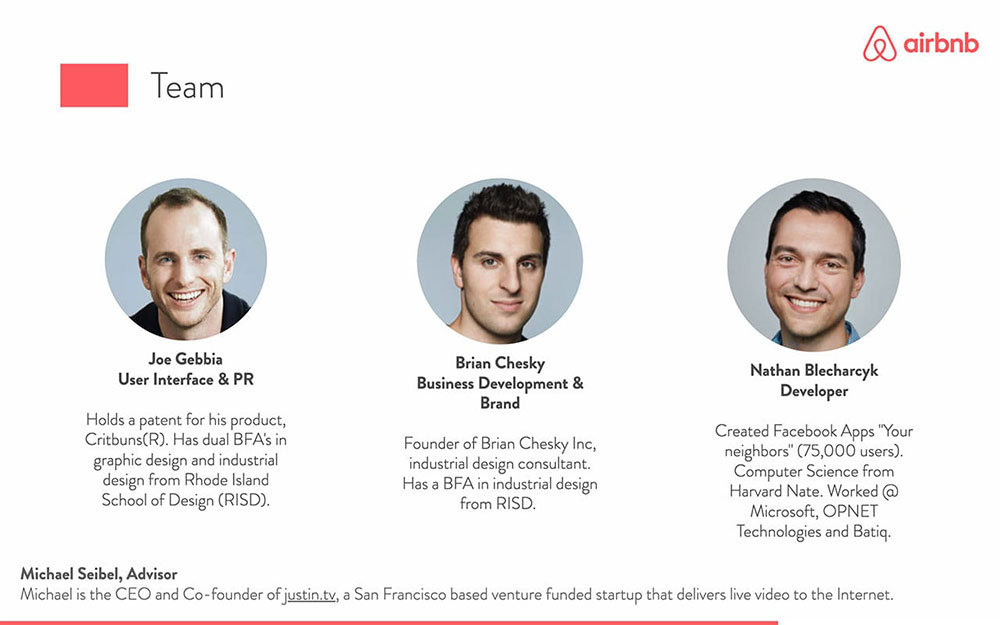 airbnb
Team
Joe Gebbia
User Interface & PR
Holds a patent for his product,
Critbuns(R). Has dual BFA's in
graphic design and industrial
design from Rhode Island
School of Design (RISD).
Brian Chesky
Business Development &
Brand
Founder of Brian Chesky Inc,
industrial design consultant.
Has a BFA in industrial design
from RISD.
Nathan Blecharcyk
Developer
Created Facebook Apps "Your
neighbors" (75,000 users).
Computer Science from
Harvard Nate. Worked @
Microsoft, OPNET
Technologies and Batiq.
Michael Seibel, Advisor
Michael is the CEO and Co-founder of justin.tv, a San Francisco based venture funded startup that delivers live video to the Internet.